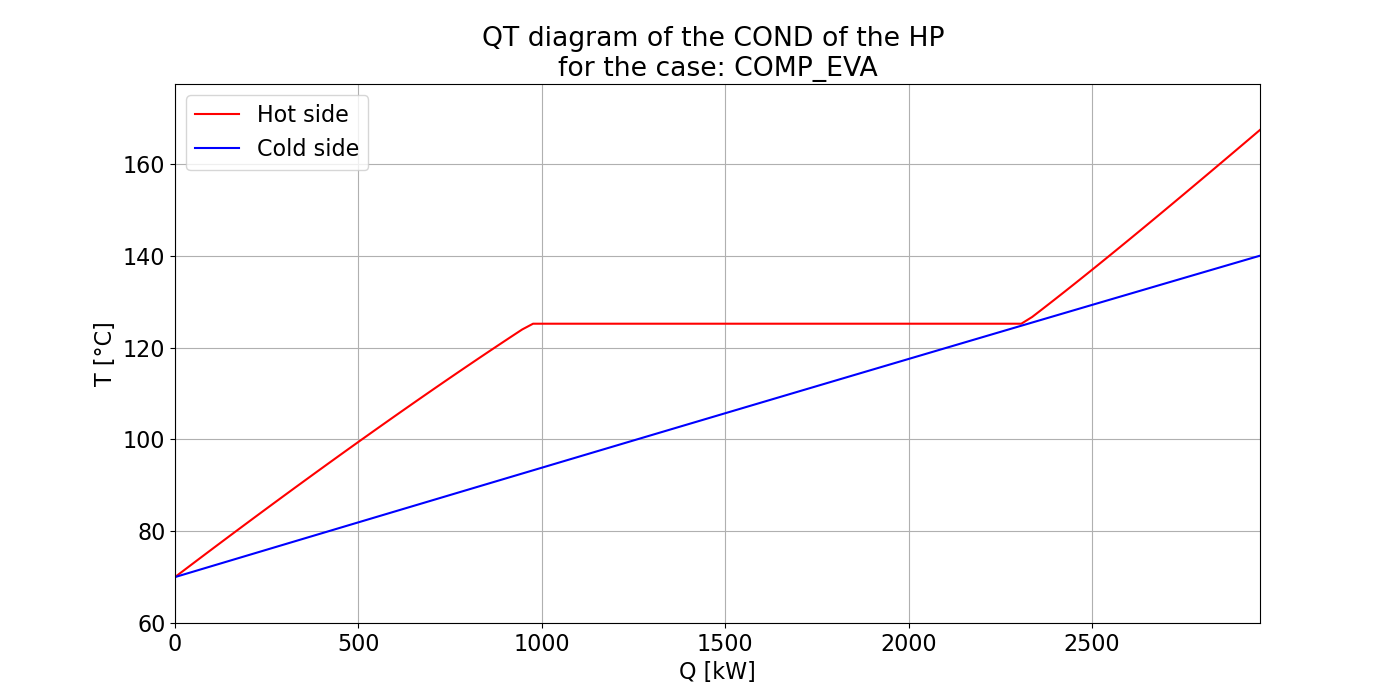 QT diagram of the COND of the HP
for the case: COMP_EVA
Hot side
Cold side
160
140
120
100
80
60
T [°C]
0 500 1000 1500 2000 2500
Q [kW]